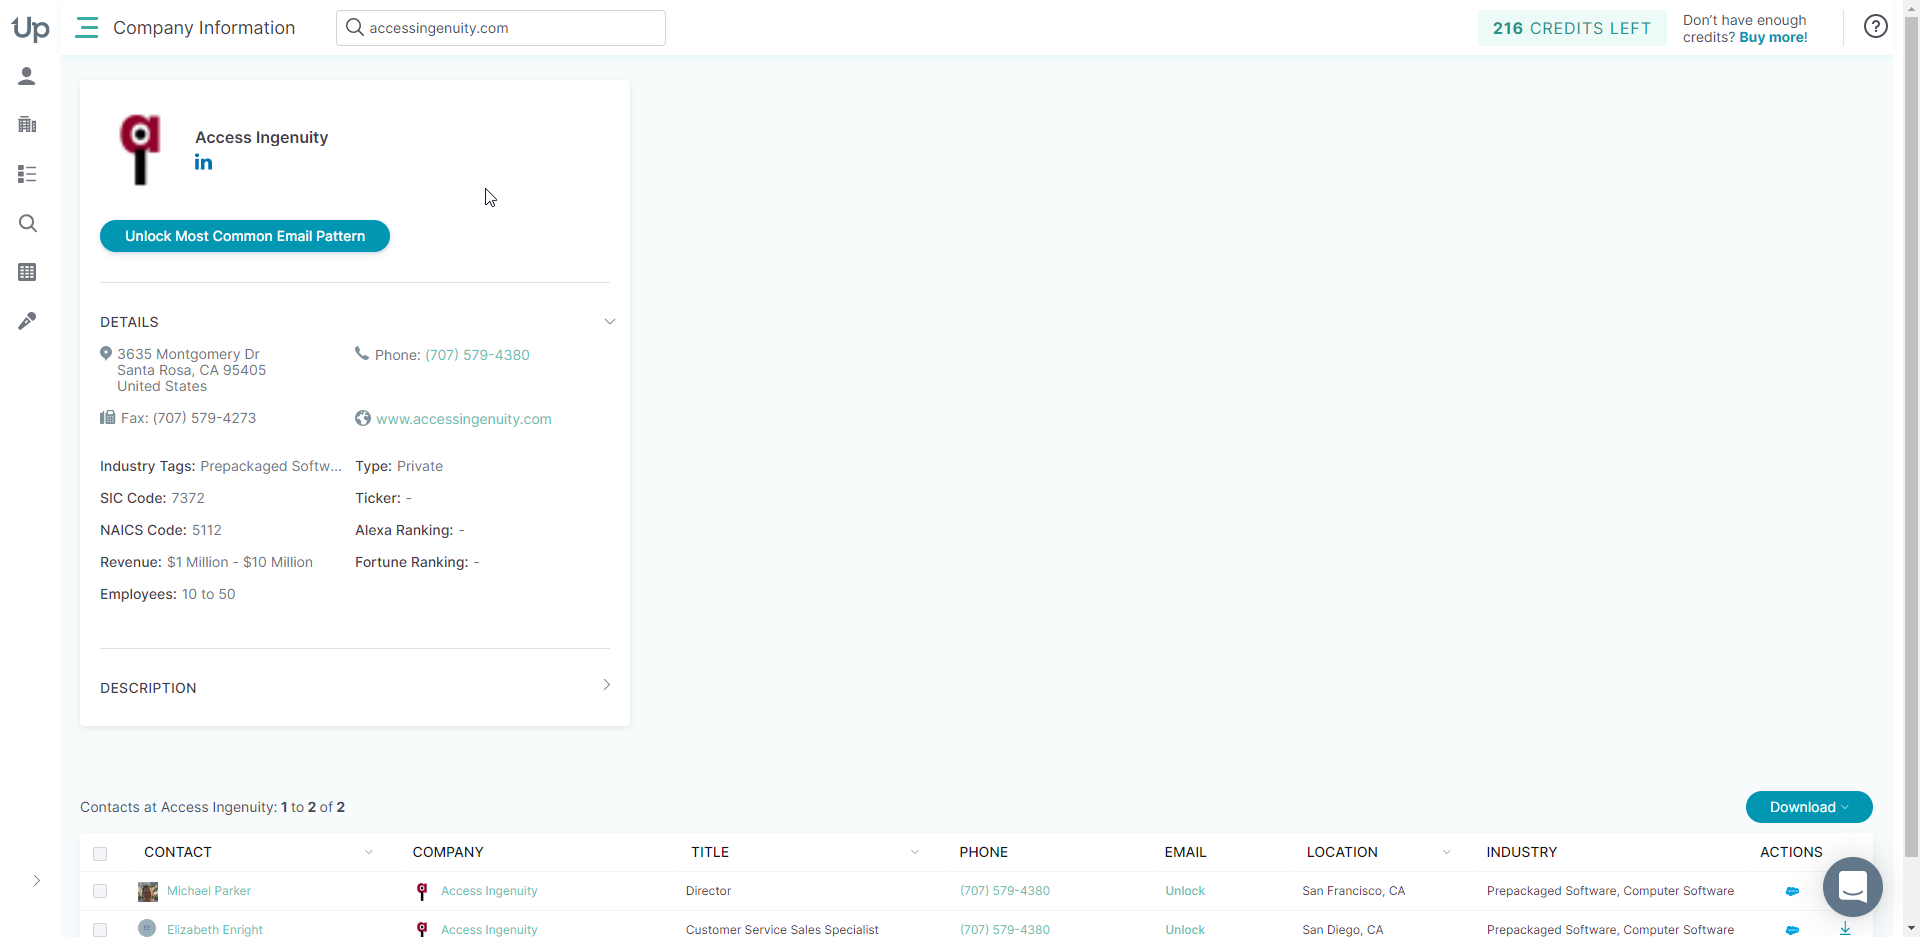 Up
Company Information
accessingenuity.com
216 CREDITS LEFT
Don't have enough
credits? Buy more!
Access Ingenuity
in
Unlock Most Common Email Pattern
DETAILS
3635 Montgomery Dr
Santa Rosa, CA 95405
United States
Phone: (707) 579-4380
Fax: (707) 579-4273
www.accessingenuity.com
Industry Tags: Prepackaged Softw...
Type: Private
SIC Code: 7372
Ticker: -
NAICS Code: 5112
Alexa Ranking: -
Revenue: $1 Million - $10 Million
Fortune Ranking: -
Employees: 10 to 50
DESCRIPTION
Contacts at Access Ingenuity: 1 to 2 of 2
Download
CONTACT COMPANY TITLE PHONE EMAIL LOCATION INDUSTRY ACTIONS
Michael Parker Access Ingenuity Director (707) 579-4380 Unlock San Francisco, CA Prepackaged Software, Computer Software
EE Elizabeth Enright Access Ingenuity Customer Service Sales Specialist (707) 579-4380 Unlock San Diego, CA Prepackaged Software, Computer Software